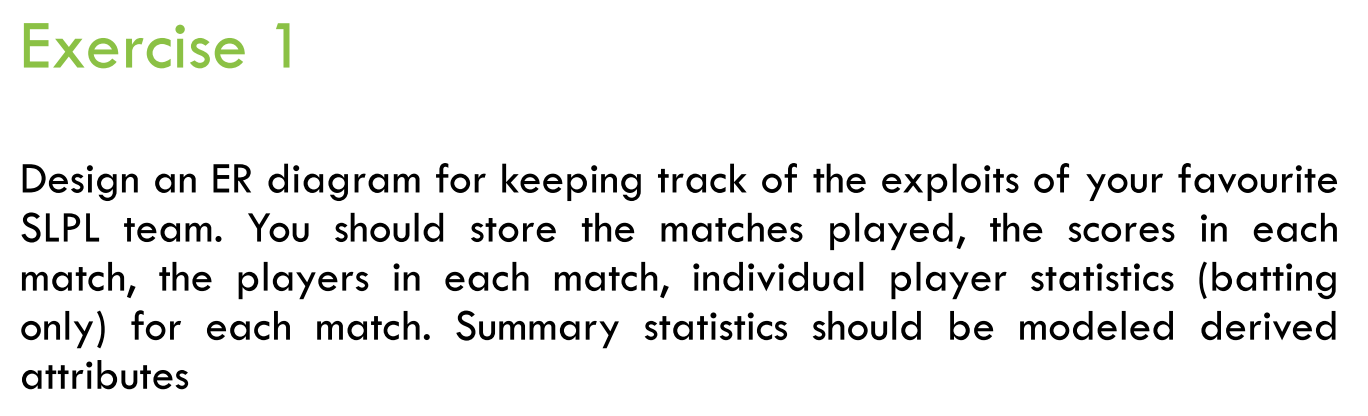 Exercise 1
Design an ER diagram for keeping track of the exploits of your favourite
SLPL team. You should store the matches played, the scores in each
match, the players in each match, individual player statistics (batting
only) for each match. Summary statistics should be modeled derived
attributes